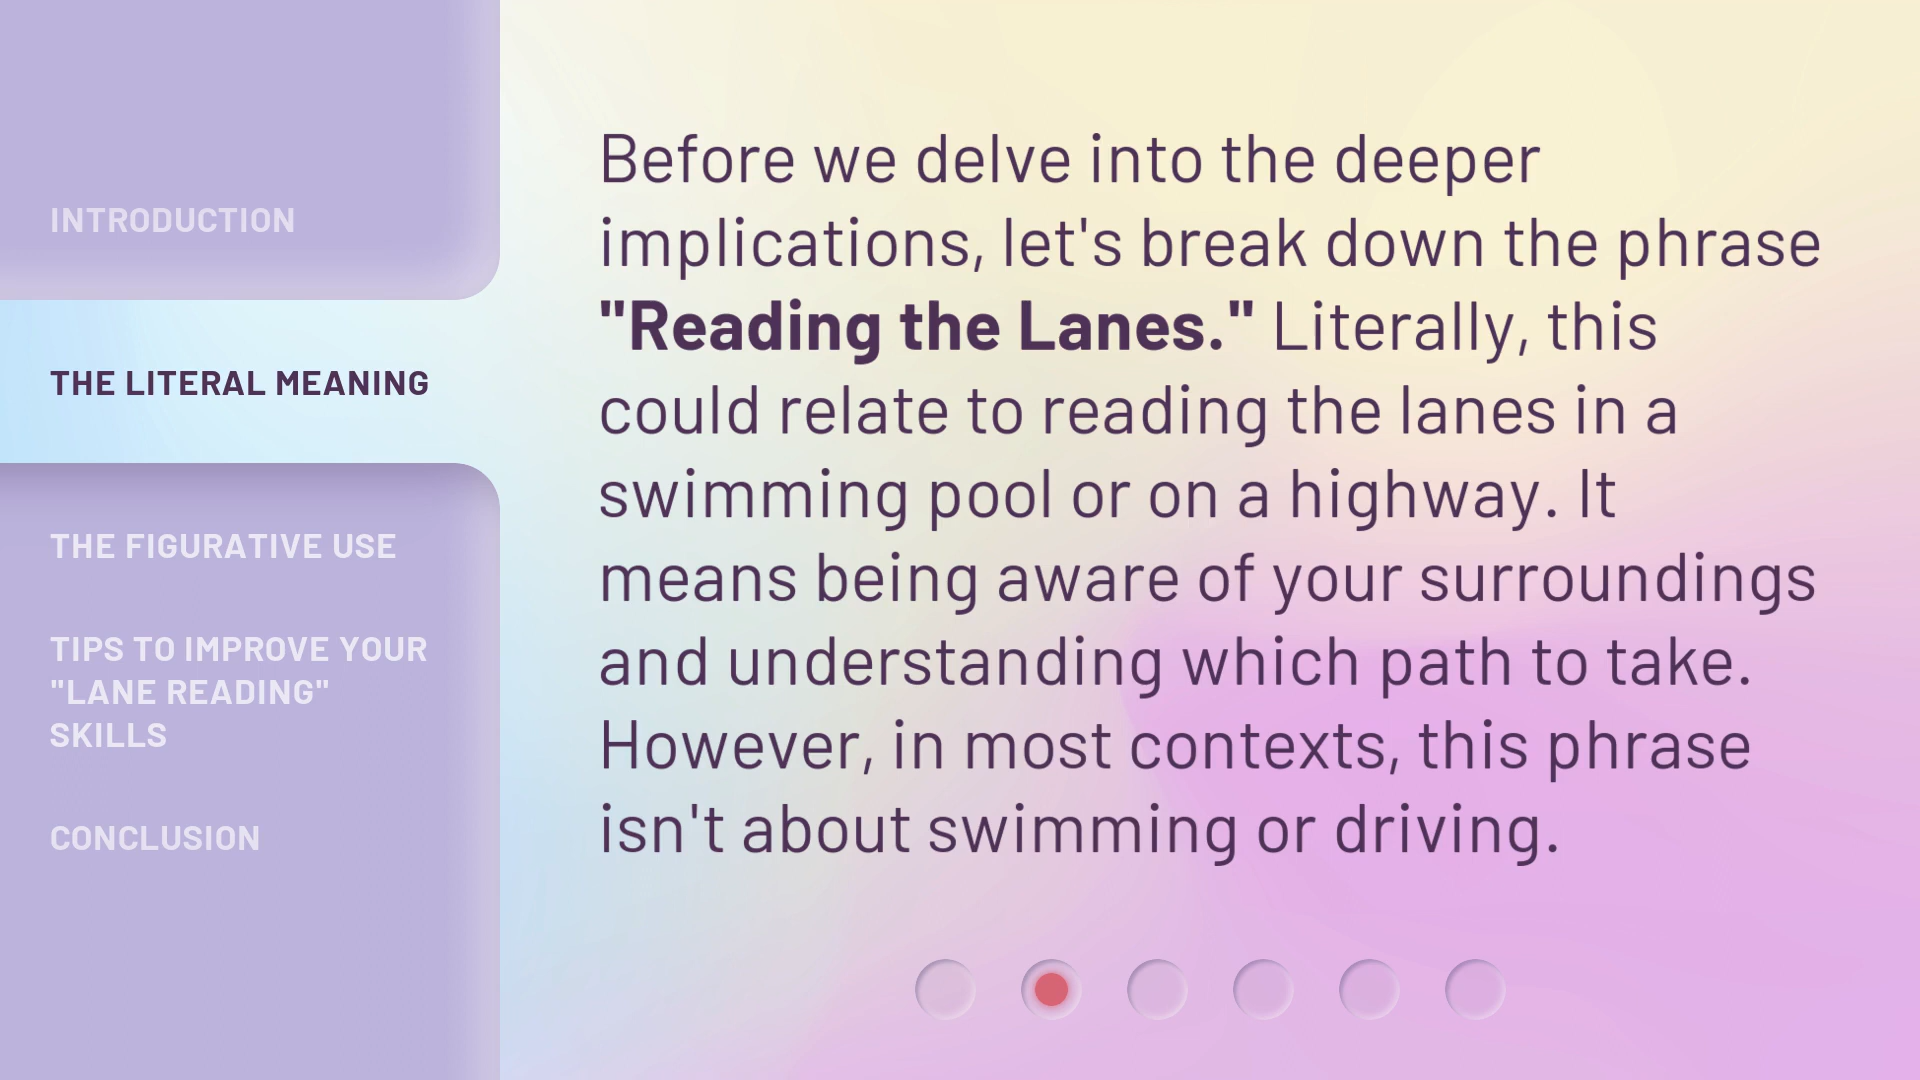 INTRODUCTION
THE LITERAL MEANING
THE FIGURATIVE USE
TIPS TO IMPROVE YOUR
"LANE READING"
SKILLS
CONCLUSION
Before we delve into the deeper
implications, let's break down the phrase
"Reading the Lanes." Literally, this
could relate to reading the lanes in a
swimming pool or on a highway. It
means being aware of your surroundings
and understanding which path to take.
However, in most contexts, this phrase
isn't about swimming or driving.